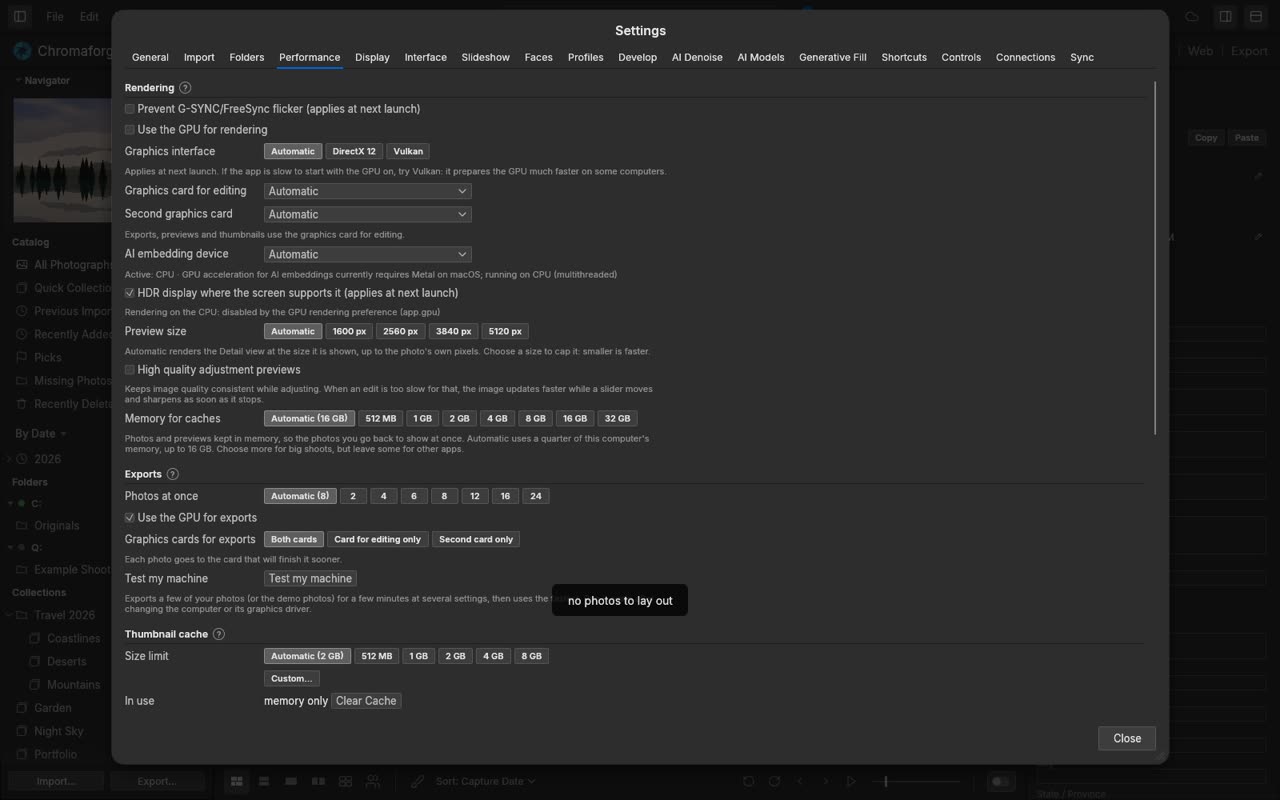 File Edit
Settings
General Import Folders Performance Display Interface Slideshow Faces Profiles Develop AI Denoise AI Models Generative Fill Shortcuts Controls Connections Sync
Chromaforg
Web | Export
Navigator
Copy Paste
Catalog
All Photographs
Quick Collectio
Previous Impor
Recently Added
Picks
Missing Photos
Recently Delete
By Date
2026
Folders
C:
Originals
Q:
Example Shoot
Collections
Travel 2026
Coastlines
Deserts
Mountains
Garden
Night Sky
Portfolio
Import... Export...
Rendering ?
Prevent G-SYNC/FreeSync flicker (applies at next launch)
Use the GPU for rendering
Graphics interface Automatic DirectX 12 Vulkan
Applies at next launch. If the app is slow to start with the GPU on, try Vulkan: it prepares the GPU much faster on some computers.
Graphics card for editing Automatic
Second graphics card Automatic
Exports, previews and thumbnails use the graphics card for editing.
AI embedding device Automatic
Active: CPU · GPU acceleration for AI embeddings currently requires Metal on macOS; running on CPU (multithreaded)
HDR display where the screen supports it (applies at next launch)
Rendering on the CPU: disabled by the GPU rendering preference (app.gpu)
Preview size Automatic 1600 px 2560 px 3840 px 5120 px
Automatic renders the Detail view at the size it is shown, up to the photo's own pixels. Choose a size to cap it: smaller is faster.
High quality adjustment previews
Keeps image quality consistent while adjusting. When an edit is too slow for that, the image updates faster while a slider moves
and sharpens as soon as it stops.
Memory for caches Automatic (16 GB) 512 MB 1 GB 2 GB 4 GB 8 GB 16 GB 32 GB
Photos and previews kept in memory, so the photos you go back to show at once. Automatic uses a quarter of this computer's
memory, up to 16 GB. Choose more for big shoots, but leave some for other apps.
Exports ?
Photos at once Automatic (8) 2 4 6 8 12 16 24
Use the GPU for exports
Graphics cards for exports Both cards Card for editing only Second card only
Each photo goes to the card that will finish it sooner.
Test my machine Test my machine
Exports a few of your photos (or the demo photos) for a few minutes at several settings, then uses the
changing the computer or its graphics driver.
no photos to lay out
Thumbnail cache ?
Size limit Automatic (2 GB) 512 MB 1 GB 2 GB 4 GB 8 GB
Custom...
In use memory only Clear Cache
Close
Sort: Capture Date
State / Province